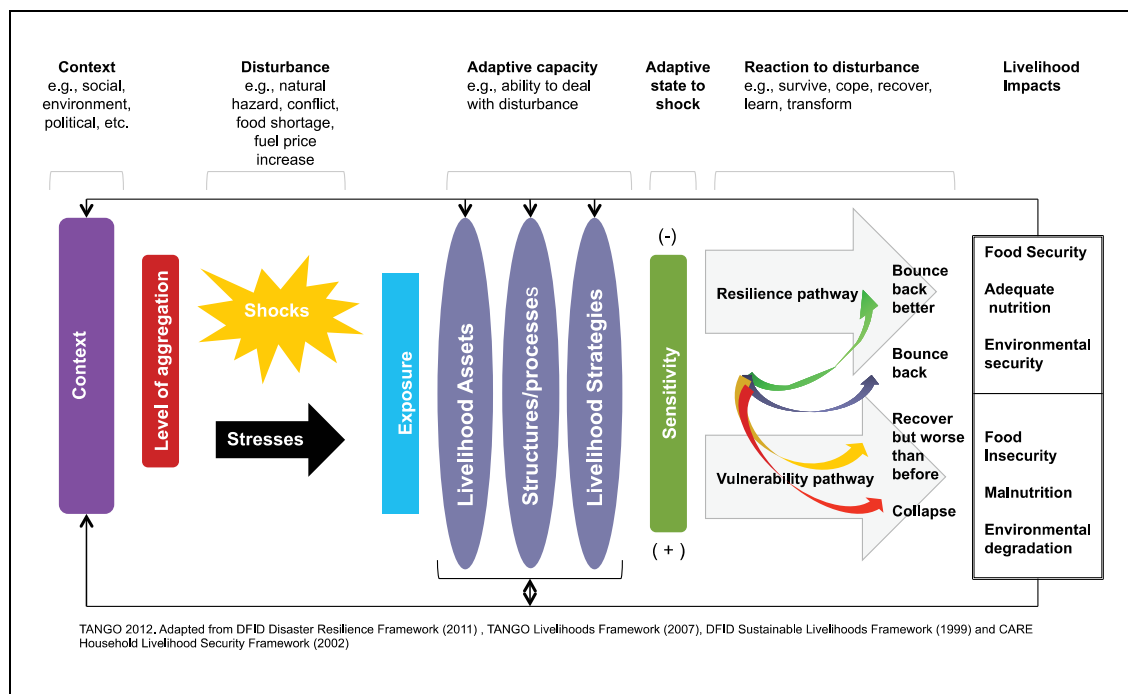 Context
e.g., social,
environment,
political, etc.
Disturbance
e.g., natural
hazard, conflict,
food shortage,
fuel price
increase
Adaptive capacity
e.g., ability to deal
with disturbance
Adaptive
state to
shock
Reaction to disturbance
e.g., survive, cope, recover,
learn, transform
Livelihood
Impacts
Context
Level of aggregation
Shocks
Stresses
Exposure
Livelihood Assets
Structures/processes
Livelihood Strategies
(-)
Sensitivity
( + )
Resilience pathway
Vulnerability pathway
Bounce
back
better
Bounce
back
Recover
but worse
than
before
Collapse
Food Security
Adequate
nutrition
Environmental
security
Food
Insecurity
Malnutrition
Environmental
degradation
TANGO 2012. Adapted from DFID Disaster Resilience Framework (2011) , TANGO Livelihoods Framework (2007), DFID Sustainable Livelihoods Framework (1999) and CARE
Household Livelihood Security Framework (2002)